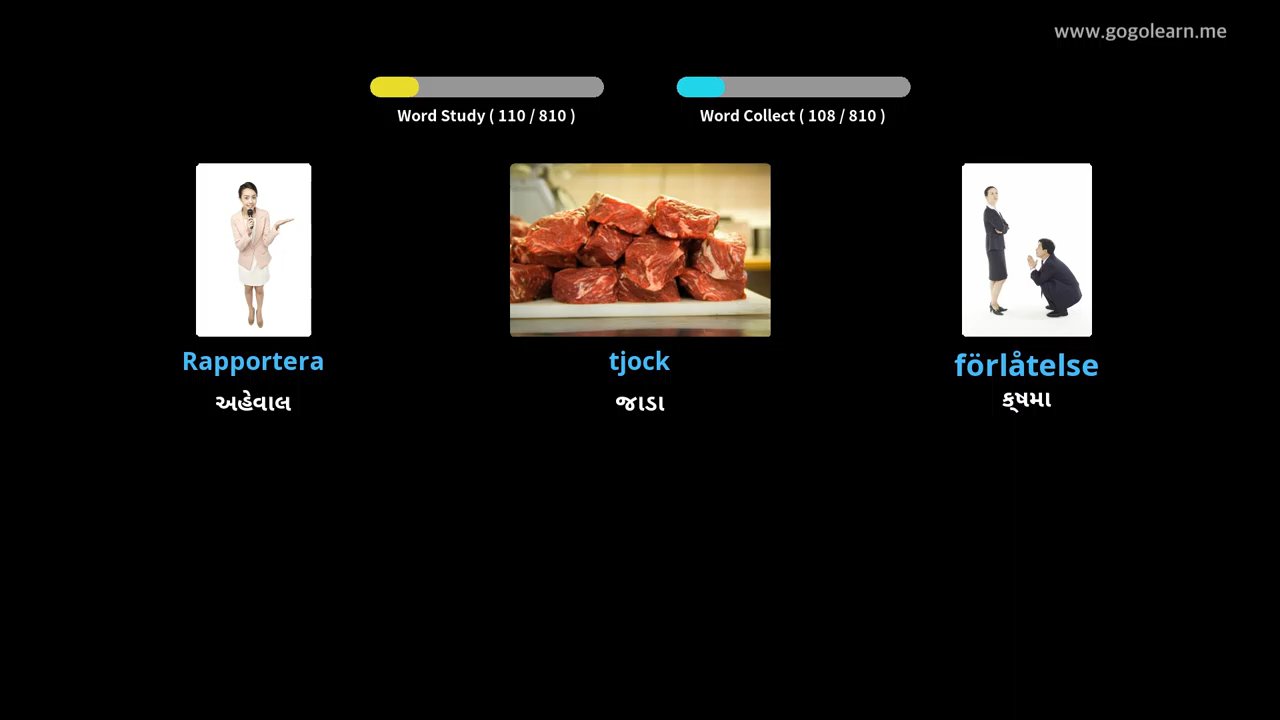 www.gogolearn.me
Word Study ( 110 / 810 )
Word Collect ( 108 / 810 )
Rapportera
tjock
förlåtelse
અહેવાલ
જાડા
ક્ષમા